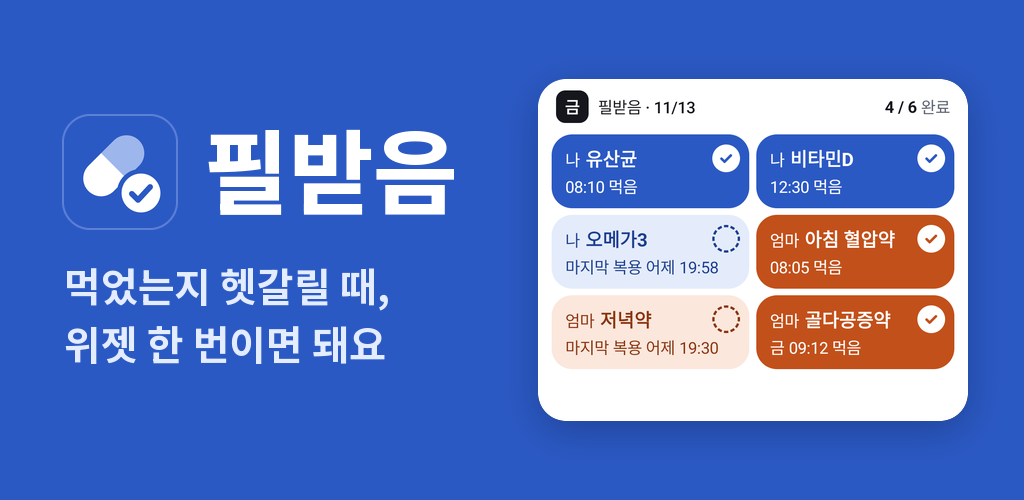 필받음
먹었는지 헷갈릴 때,
위젯 한 번이면 돼요
금 필받음 · 11/13 4 / 6 완료
나 유산균
08:10 먹음
나 비타민D
12:30 먹음
나 오메가3
마지막 복용 어제 19:58
엄마 아침 혈압약
08:05 먹음
엄마 저녁약
마지막 복용 어제 19:30
엄마 골다공증약
금 09:12 먹음